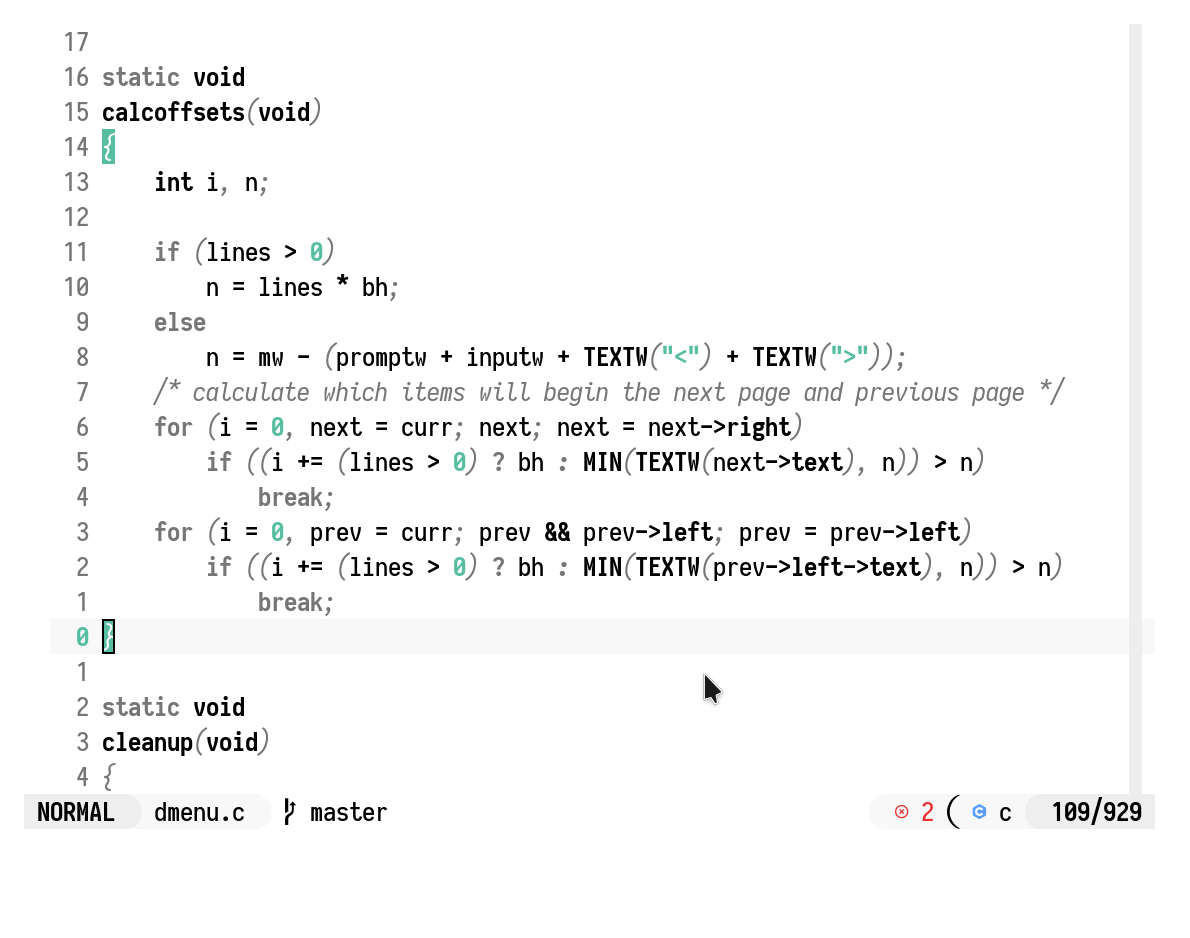 17
16 static void
15 calcoffsets(void)
14 {
13     int i, n;
12
11     if (lines > 0)
10         n = lines * bh;
9     else
8         n = mw - (promptw + inputw + TEXTW("<") + TEXTW(">"));
7     /* calculate which items will begin the next page and previous page */
6     for (i = 0, next = curr; next; next = next->right)
5         if ((i += (lines > 0) ? bh : MIN(TEXTW(next->text), n)) > n)
4             break;
3     for (i = 0, prev = curr; prev && prev->left; prev = prev->left)
2         if ((i += (lines > 0) ? bh : MIN(TEXTW(prev->left->text), n)) > n)
1             break;
0 }
1
2 static void
3 cleanup(void)
4 {
NORMAL dmenu.c master 2 c 109/929